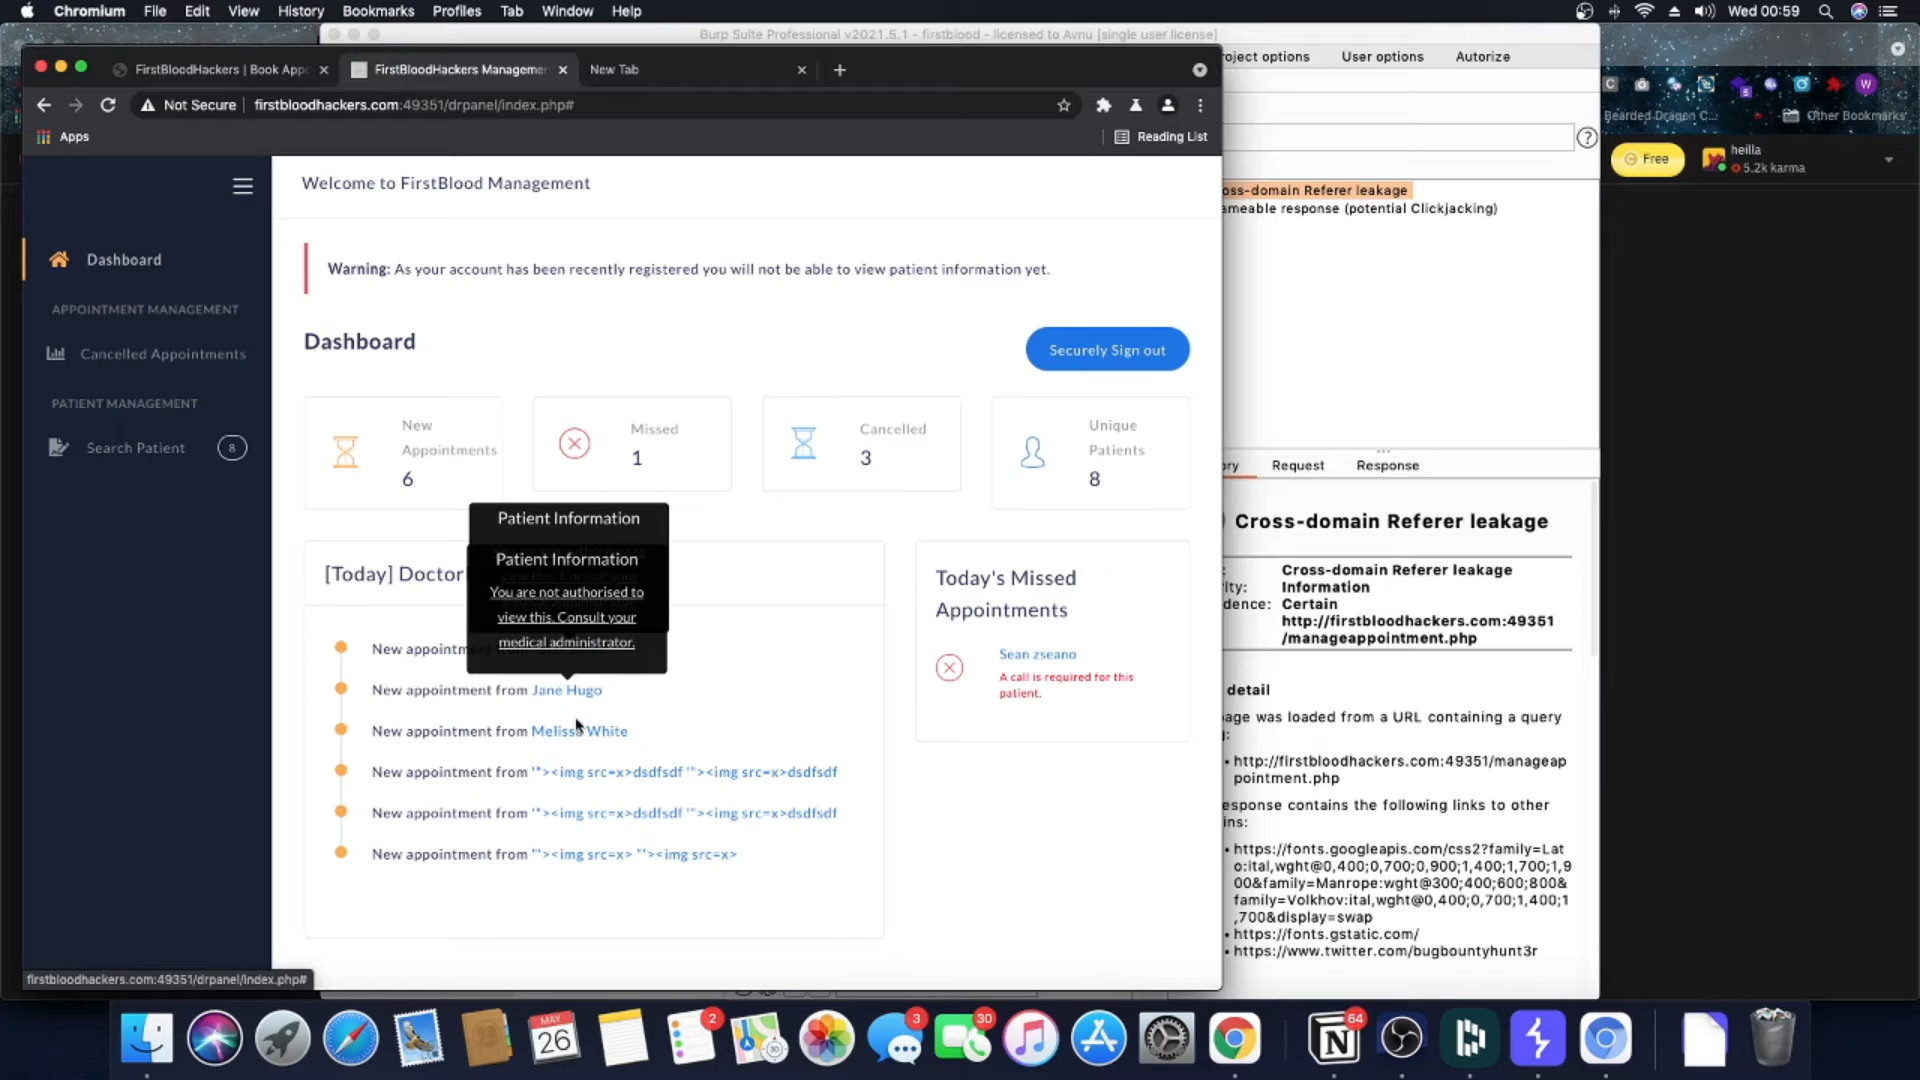 Chromium File Edit View History Bookmarks Profiles Tab Window Help
Wed 00:59
Burp Suite Professional v2021.5.1 - firstblood - licensed to Avnu [single user license]
FirstBloodHackers | Book Appo
FirstBloodHackers Managemen
New Tab
oject options User options Autorize
Not Secure firstbloodhackers.com:49351/drpanel/index.php#
Bearded Dragon C... Other Bookmarks
Apps
Reading List
Free
heilla
5.2k karma
Welcome to FirstBlood Management
oss-domain Referer leakage
ameable response (potential Clickjacking)
Dashboard
Warning: As your account has been recently registered you will not be able to view patient information yet.
APPOINTMENT MANAGEMENT
Cancelled Appointments
PATIENT MANAGEMENT
Search Patient 8
Dashboard
Securely Sign out
New Appointments
6
Missed
1
Cancelled
3
Unique Patients
8
ry Request Response
Patient Information
Patient Information
You are not authorised to
view this. Consult your
medical administrator.
[Today] Doctor
New appointm
New appointment from Jane Hugo
New appointment from Melissa White
New appointment from '"><img src=x>dsdfsdf '"><img src=x>dsdfsdf
New appointment from '"><img src=x>dsdfsdf '"><img src=x>dsdfsdf
New appointment from '"><img src=x> '"><img src=x>
Today's Missed
Appointments
Sean zseano
A call is required for this
patient.
Cross-domain Referer leakage
: Cross-domain Referer leakage
rity: Information
dence: Certain
http://firstbloodhackers.com:49351
/manageappointment.php
detail
age was loaded from a URL containing a query
:
• http://firstbloodhackers.com:49351/manageap
pointment.php
esponse contains the following links to other
ins:
• https://fonts.googleapis.com/css2?family=Lat
o:ital,wght@0,400;0,700;0,900;1,400;1,700;1,9
00&family=Manrope:wght@300;400;600;800&
family=Volkhov:ital,wght@0,400;0,700;1,400;1
,700&display=swap
• https://fonts.gstatic.com/
• https://www.twitter.com/bugbountyhunt3r
firstbloodhackers.com:49351/drpanel/index.php#
MAY
26
2
3
30
64